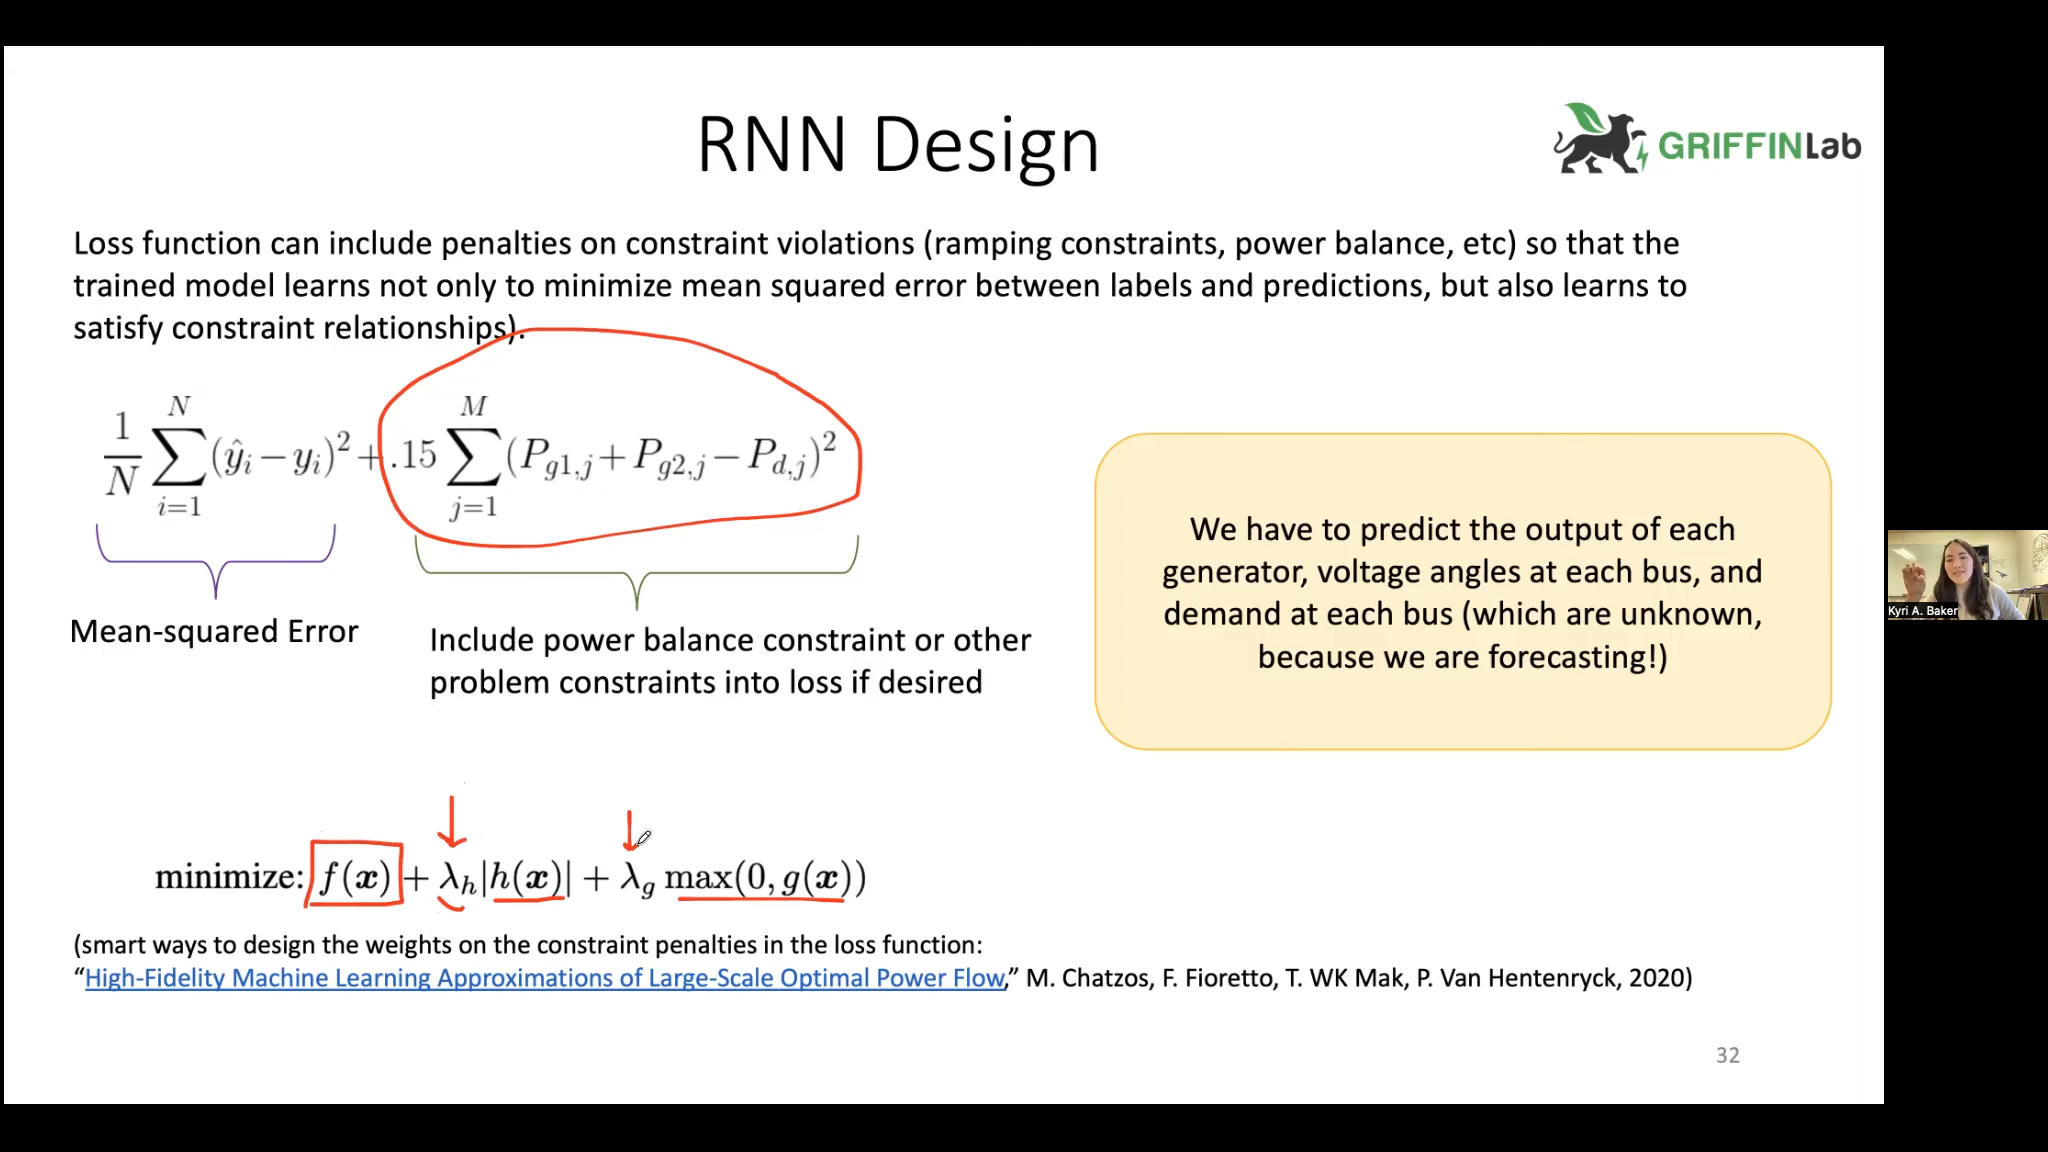 RNN Design
GRIFFINLab
Loss function can include penalties on constraint violations (ramping constraints, power balance, etc) so that the
trained model learns not only to minimize mean squared error between labels and predictions, but also learns to
satisfy constraint relationships).
\frac{1}{N} \sum_{i=1}^{N} (\hat{y}_i - y_i)^2 + .15 \sum_{j=1}^{M} (P_{g1,j} + P_{g2,j} - P_{d,j})^2
Mean-squared Error
Include power balance constraint or other
problem constraints into loss if desired
We have to predict the output of each
generator, voltage angles at each bus, and
demand at each bus (which are unknown,
because we are forecasting!)
Kyri A. Baker
minimize: f(x) + λ_h|h(x)| + λ_g max(0, g(x))
(smart ways to design the weights on the constraint penalties in the loss function:
“High-Fidelity Machine Learning Approximations of Large-Scale Optimal Power Flow,” M. Chatzos, F. Fioretto, T. WK Mak, P. Van Hentenryck, 2020)
32